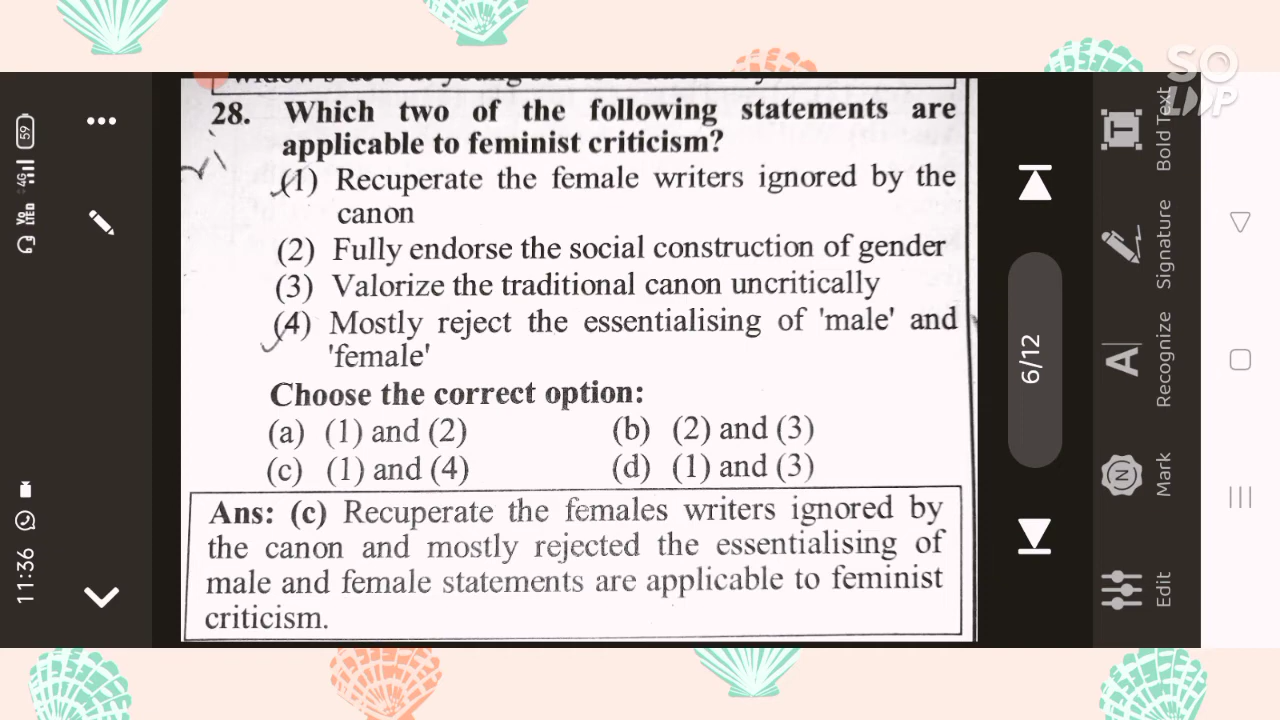 28. Which two of the following statements are
applicable to feminist criticism?
(1) Recuperate the female writers ignored by the
canon
(2) Fully endorse the social construction of gender
(3) Valorize the traditional canon uncritically
(4) Mostly reject the essentialising of 'male' and
'female'
Choose the correct option:
(a) (1) and (2) (b) (2) and (3)
(c) (1) and (4) (d) (1) and (3)
Ans: (c) Recuperate the females writers ignored by
the canon and mostly rejected the essentialising of
male and female statements are applicable to feminist
criticism.
6/12
Bold Text
Signature
Recognize
Mark
Edit
11:36
4G
59